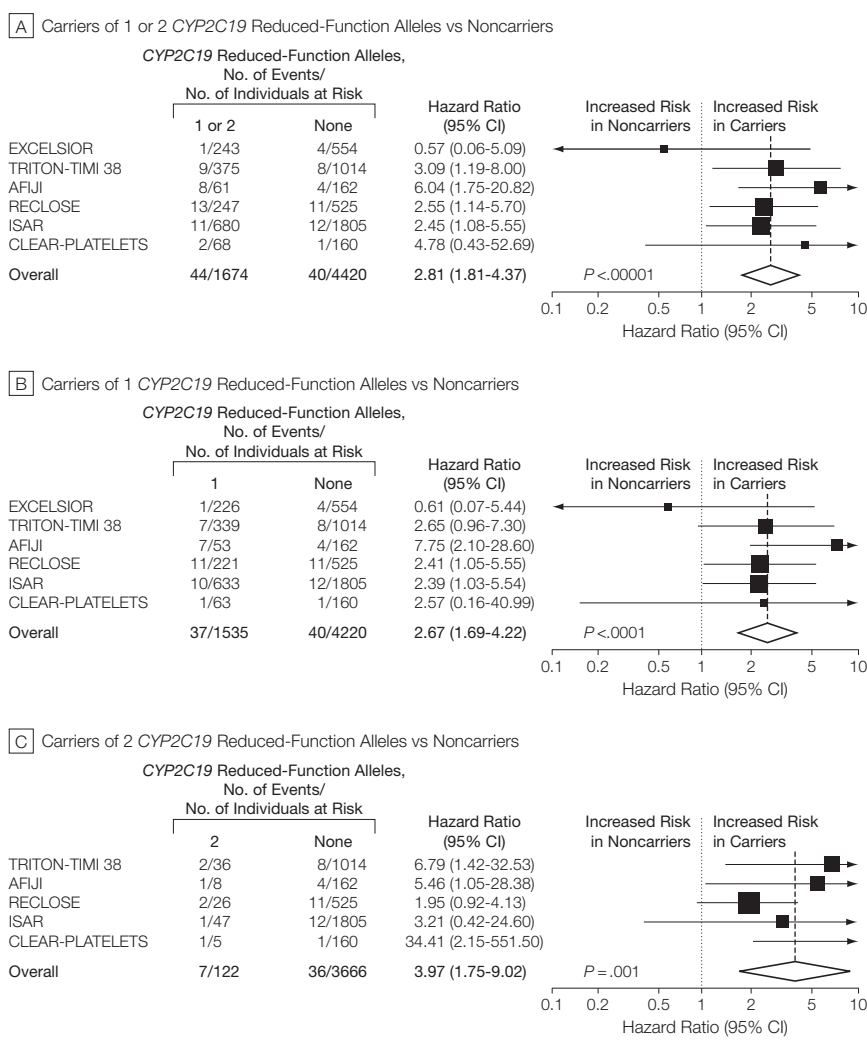 A Carriers of 1 or 2 CYP2C19 Reduced-Function Alleles vs Noncarriers
CYP2C19 Reduced-Function Alleles,
No. of Events/
No. of Individuals at Risk
Hazard Ratio Increased Risk Increased Risk
1 or 2 None (95% CI) in Noncarriers in Carriers
EXCELSIOR 1/243 4/554 0.57 (0.06-5.09)
TRITON-TIMI 38 9/375 8/1014 3.09 (1.19-8.00)
AFIJI 8/61 4/162 6.04 (1.75-20.82)
RECLOSE 13/247 11/525 2.55 (1.14-5.70)
ISAR 11/680 12/1805 2.45 (1.08-5.55)
CLEAR-PLATELETS 2/68 1/160 4.78 (0.43-52.69)
Overall 44/1674 40/4420 2.81 (1.81-4.37) P <.00001
0.1 0.2 0.5 1 2 5 10
Hazard Ratio (95% CI)
B Carriers of 1 CYP2C19 Reduced-Function Alleles vs Noncarriers
CYP2C19 Reduced-Function Alleles,
No. of Events/
No. of Individuals at Risk
Hazard Ratio Increased Risk Increased Risk
1 None (95% CI) in Noncarriers in Carriers
EXCELSIOR 1/226 4/554 0.61 (0.07-5.44)
TRITON-TIMI 38 7/339 8/1014 2.65 (0.96-7.30)
AFIJI 7/53 4/162 7.75 (2.10-28.60)
RECLOSE 11/221 11/525 2.41 (1.05-5.55)
ISAR 10/633 12/1805 2.39 (1.03-5.54)
CLEAR-PLATELETS 1/63 1/160 2.57 (0.16-40.99)
Overall 37/1535 40/4220 2.67 (1.69-4.22) P <.0001
0.1 0.2 0.5 1 2 5 10
Hazard Ratio (95% CI)
C Carriers of 2 CYP2C19 Reduced-Function Alleles vs Noncarriers
CYP2C19 Reduced-Function Alleles,
No. of Events/
No. of Individuals at Risk
Hazard Ratio Increased Risk Increased Risk
2 None (95% CI) in Noncarriers in Carriers
TRITON-TIMI 38 2/36 8/1014 6.79 (1.42-32.53)
AFIJI 1/8 4/162 5.46 (1.05-28.38)
RECLOSE 2/26 11/525 1.95 (0.92-4.13)
ISAR 1/47 12/1805 3.21 (0.42-24.60)
CLEAR-PLATELETS 1/5 1/160 34.41 (2.15-551.50)
Overall 7/122 36/3666 3.97 (1.75-9.02) P =.001
0.1 0.2 0.5 1 2 5 10
Hazard Ratio (95% CI)